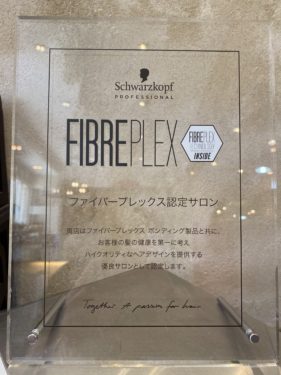 Schwarzkopf
PROFESSIONAL
FIBREPLEX
FIBREPLEX
TECHNOLOGY
INSIDE
ファイバープレックス認定サロン
貴店はファイバープレックス ボンディング製品と共に、
お客様の髪の健康を第一に考え
ハイクオリティなヘアデザインを提供する
優良サロンとして認定します。
Together. A passion for hair.